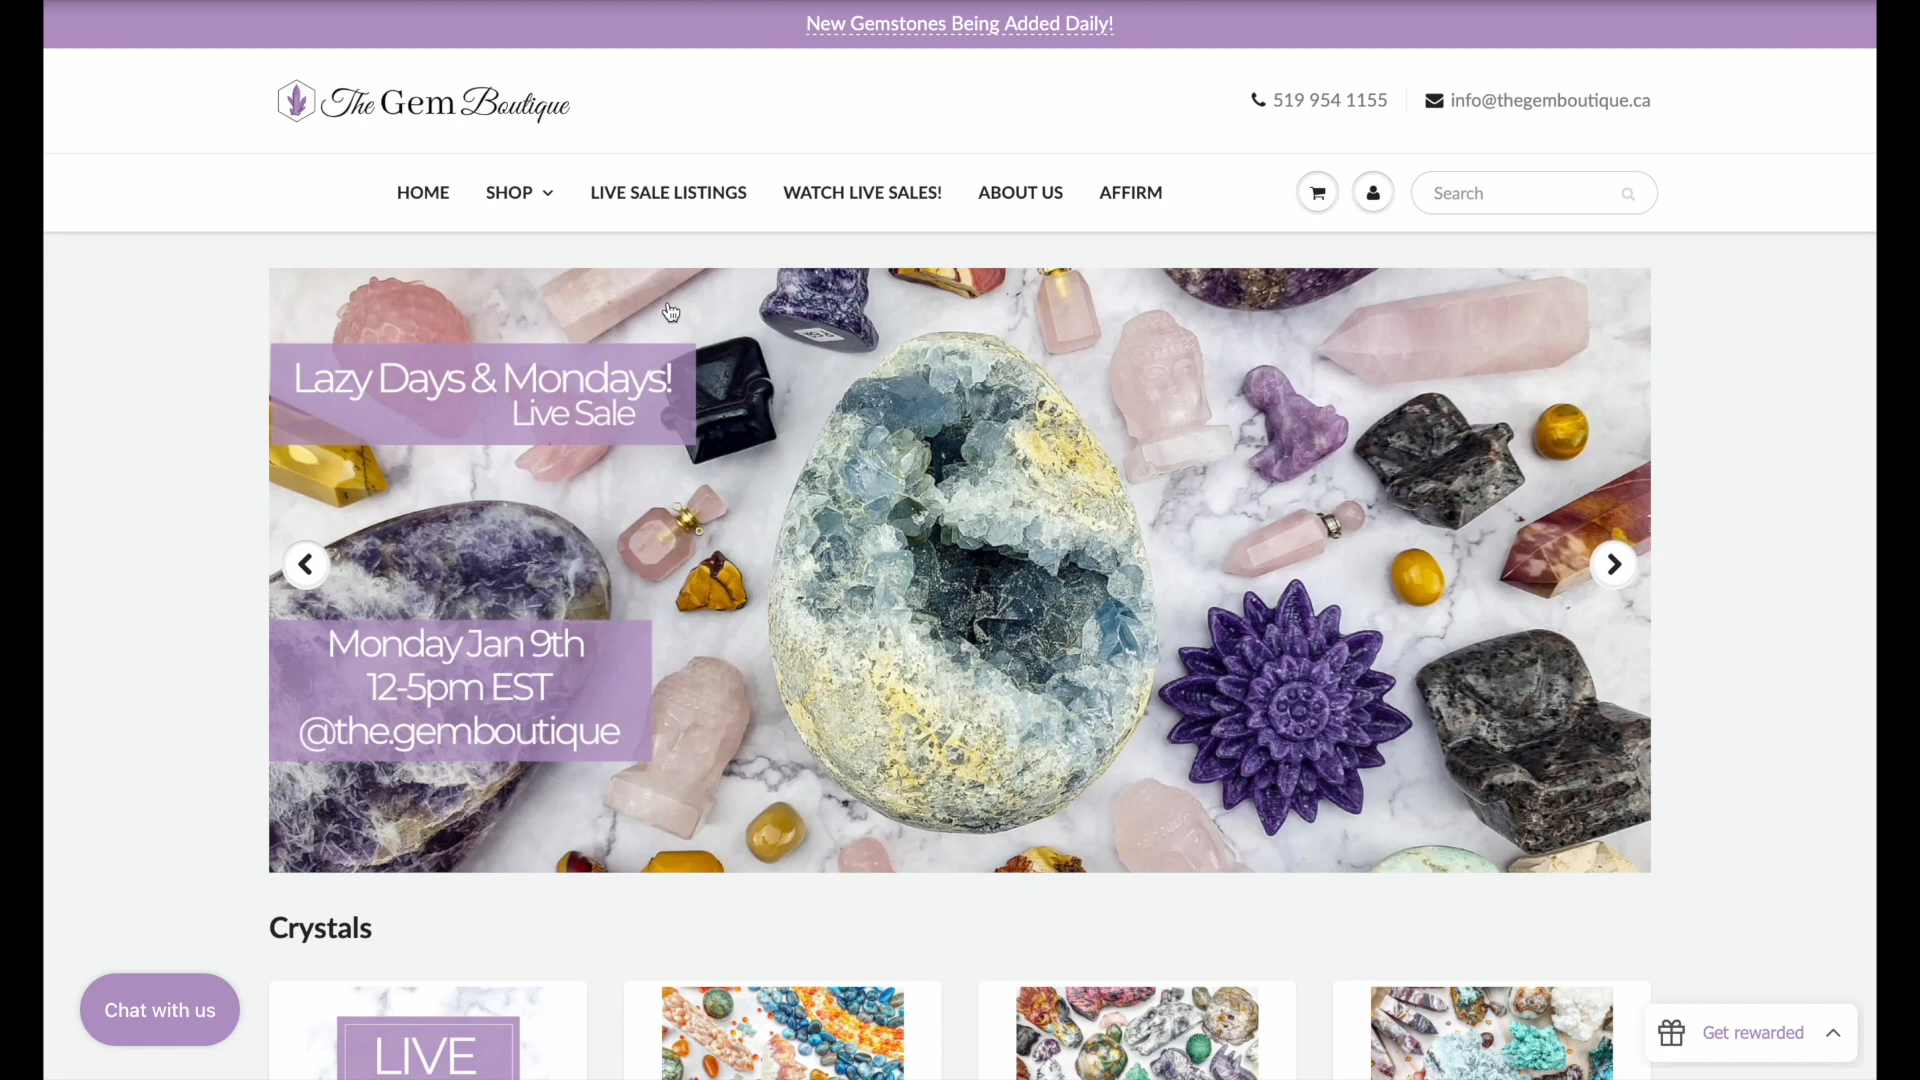 New Gemstones Being Added Daily!
The Gem Boutique
519 954 1155
info@thegemboutique.ca
HOME
SHOP
LIVE SALE LISTINGS
WATCH LIVE SALES!
ABOUT US
AFFIRM
Search
Lazy Days & Mondays!
Live Sale
Monday Jan 9th
12-5pm EST
@the.gemboutique
Crystals
LIVE
Chat with us
Get rewarded